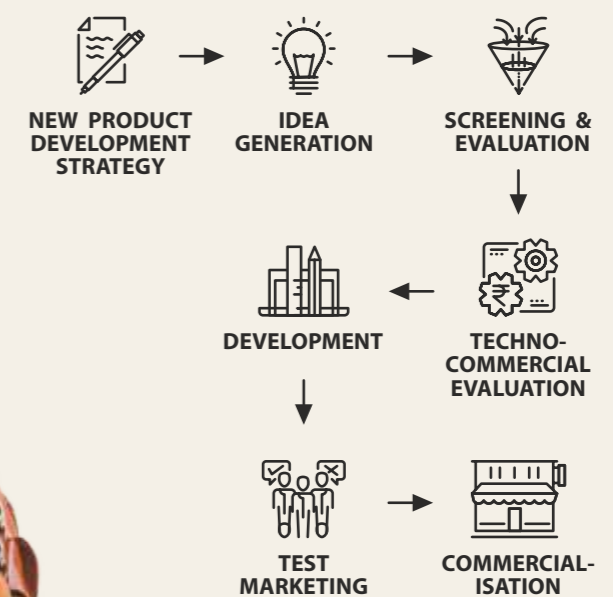 NEW PRODUCT
DEVELOPMENT
STRATEGY
IDEA
GENERATION
SCREENING &
EVALUATION
TECHNO-
COMMERCIAL
EVALUATION
₹
DEVELOPMENT
TEST
MARKETING
COMMERCIAL-
ISATION